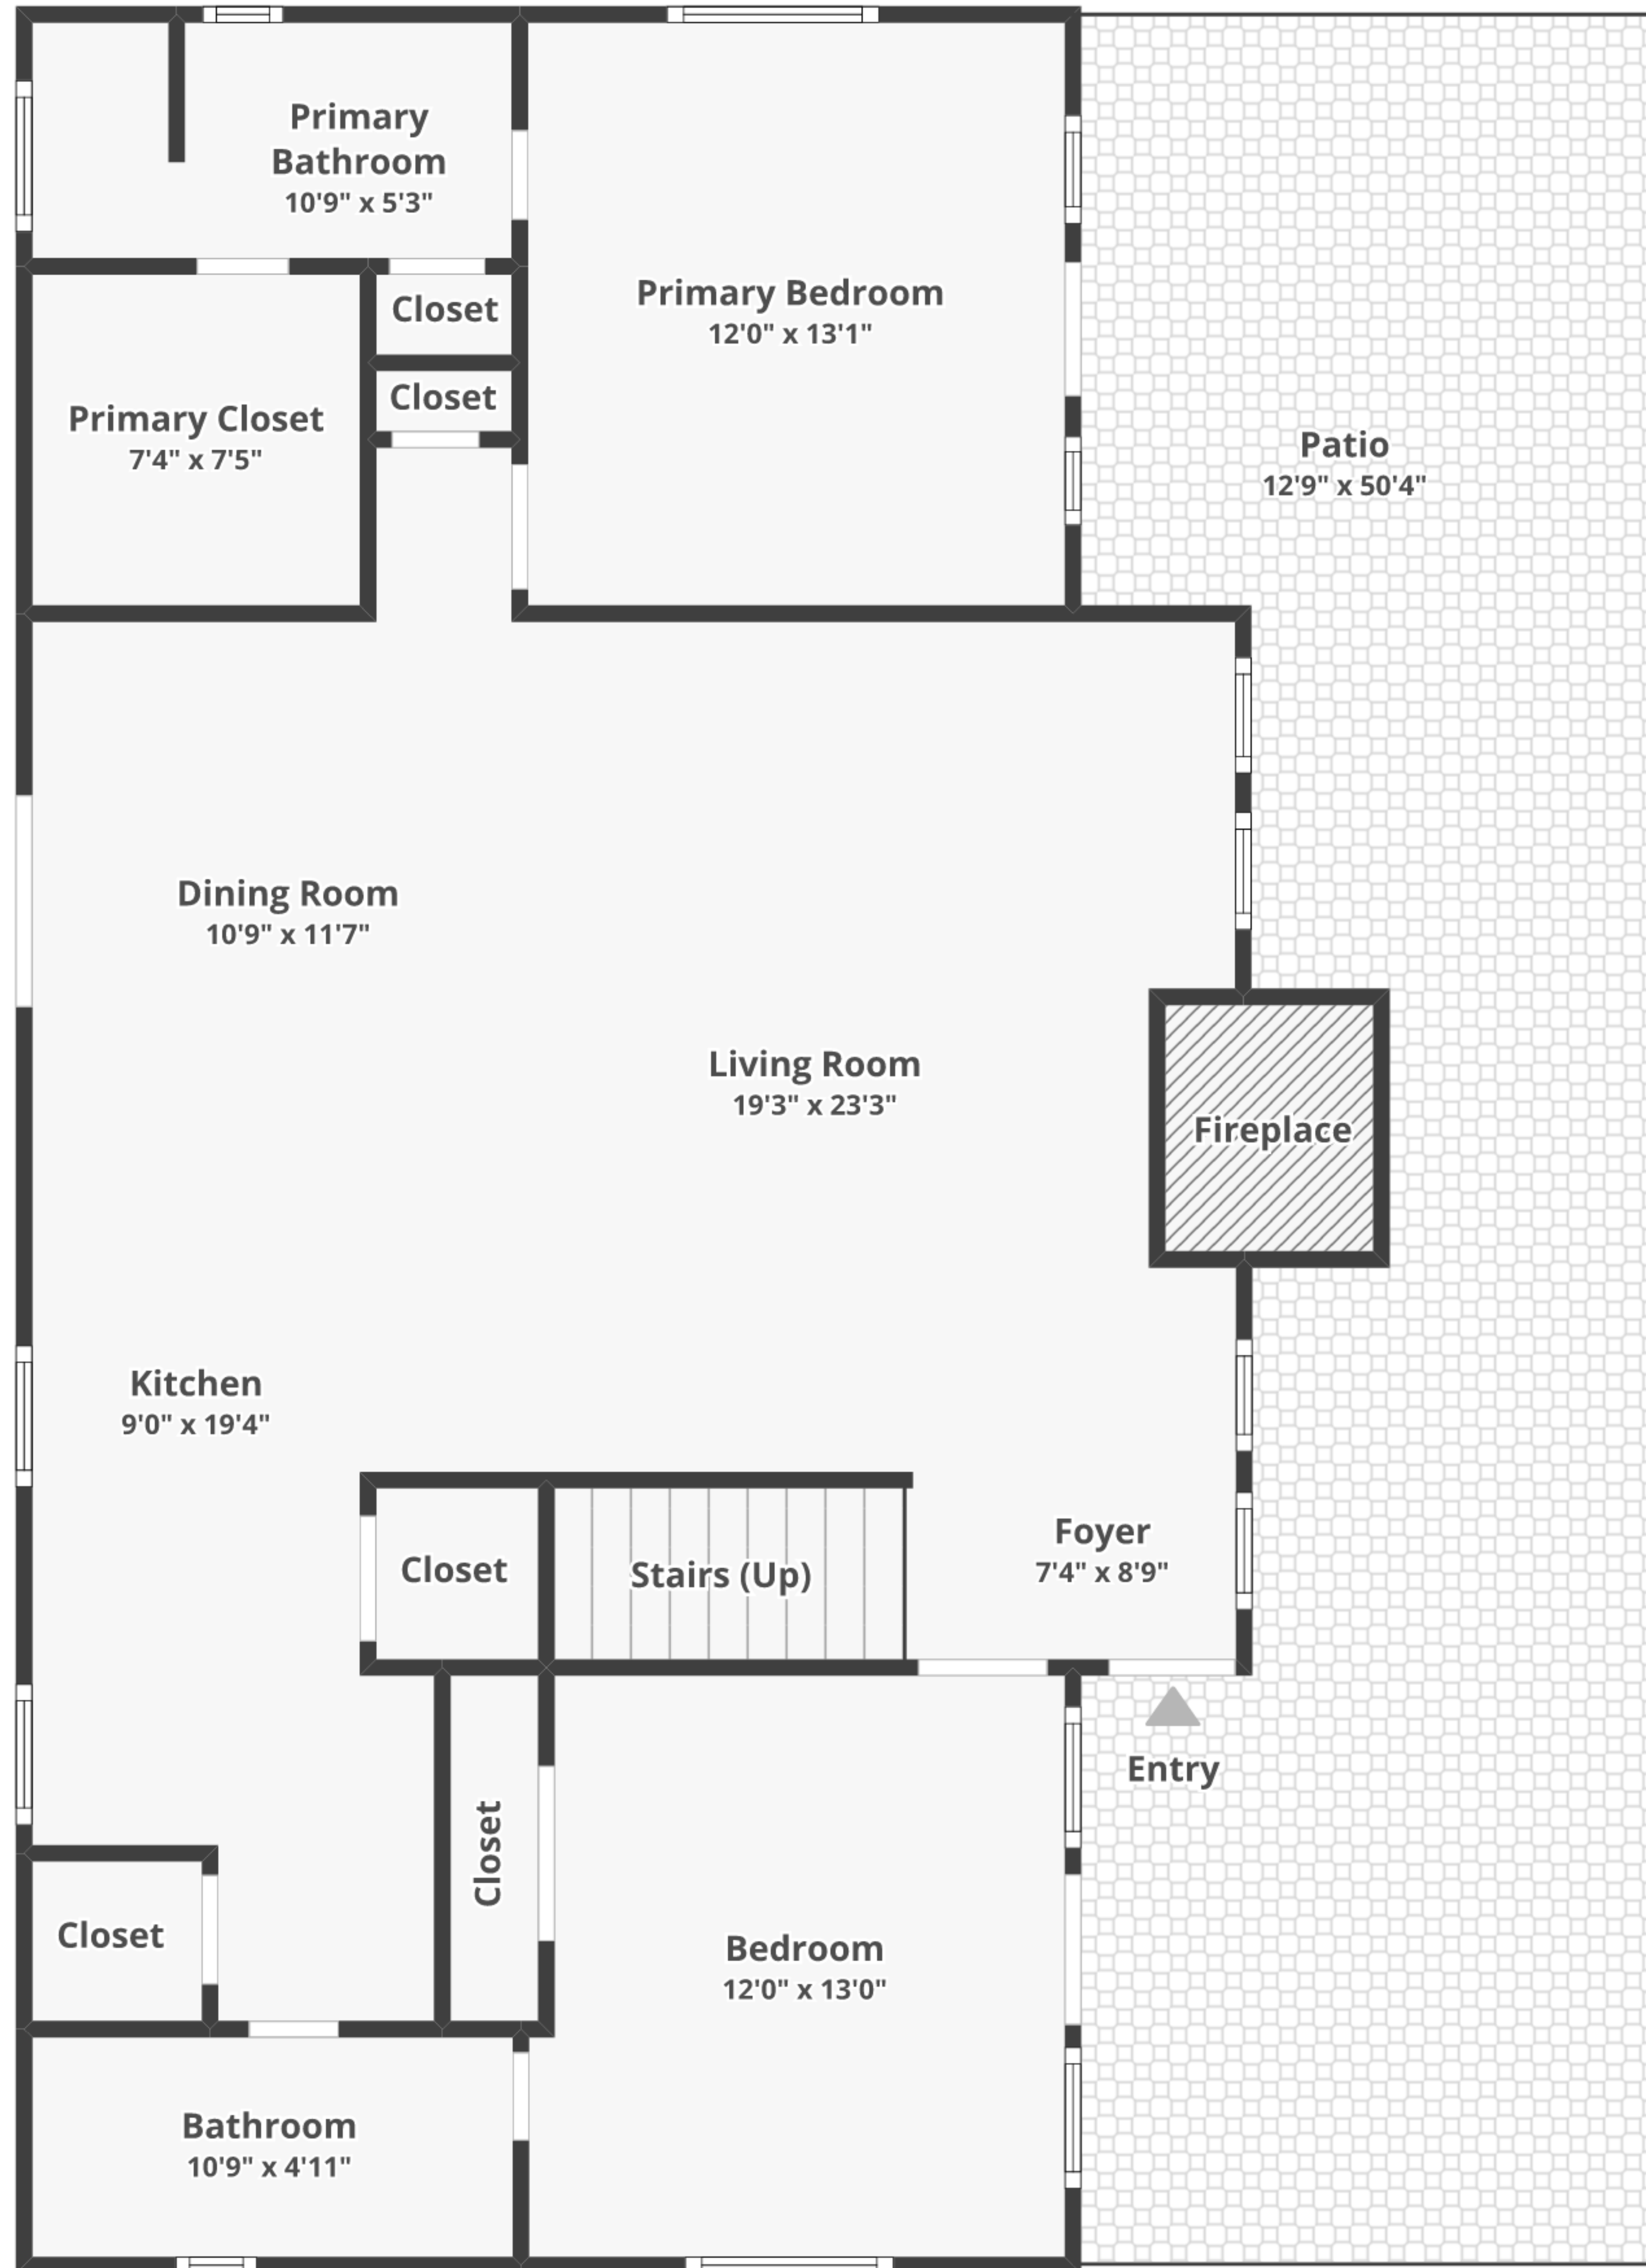 Primary
Bathroom
10'9" x 5'3"
Primary Bedroom
12'0" x 13'1"
Closet
Closet
Primary Closet
7'4" x 7'5"
Patio
12'9" x 50'4"
Dining Room
10'9" x 11'7"
Living Room
19'3" x 23'3"
Fireplace
Kitchen
9'0" x 19'4"
Closet
Stairs (Up)
Foyer
7'4" x 8'9"
Entry
Closet
Closet
Bedroom
12'0" x 13'0"
Bathroom
10'9" x 4'11"